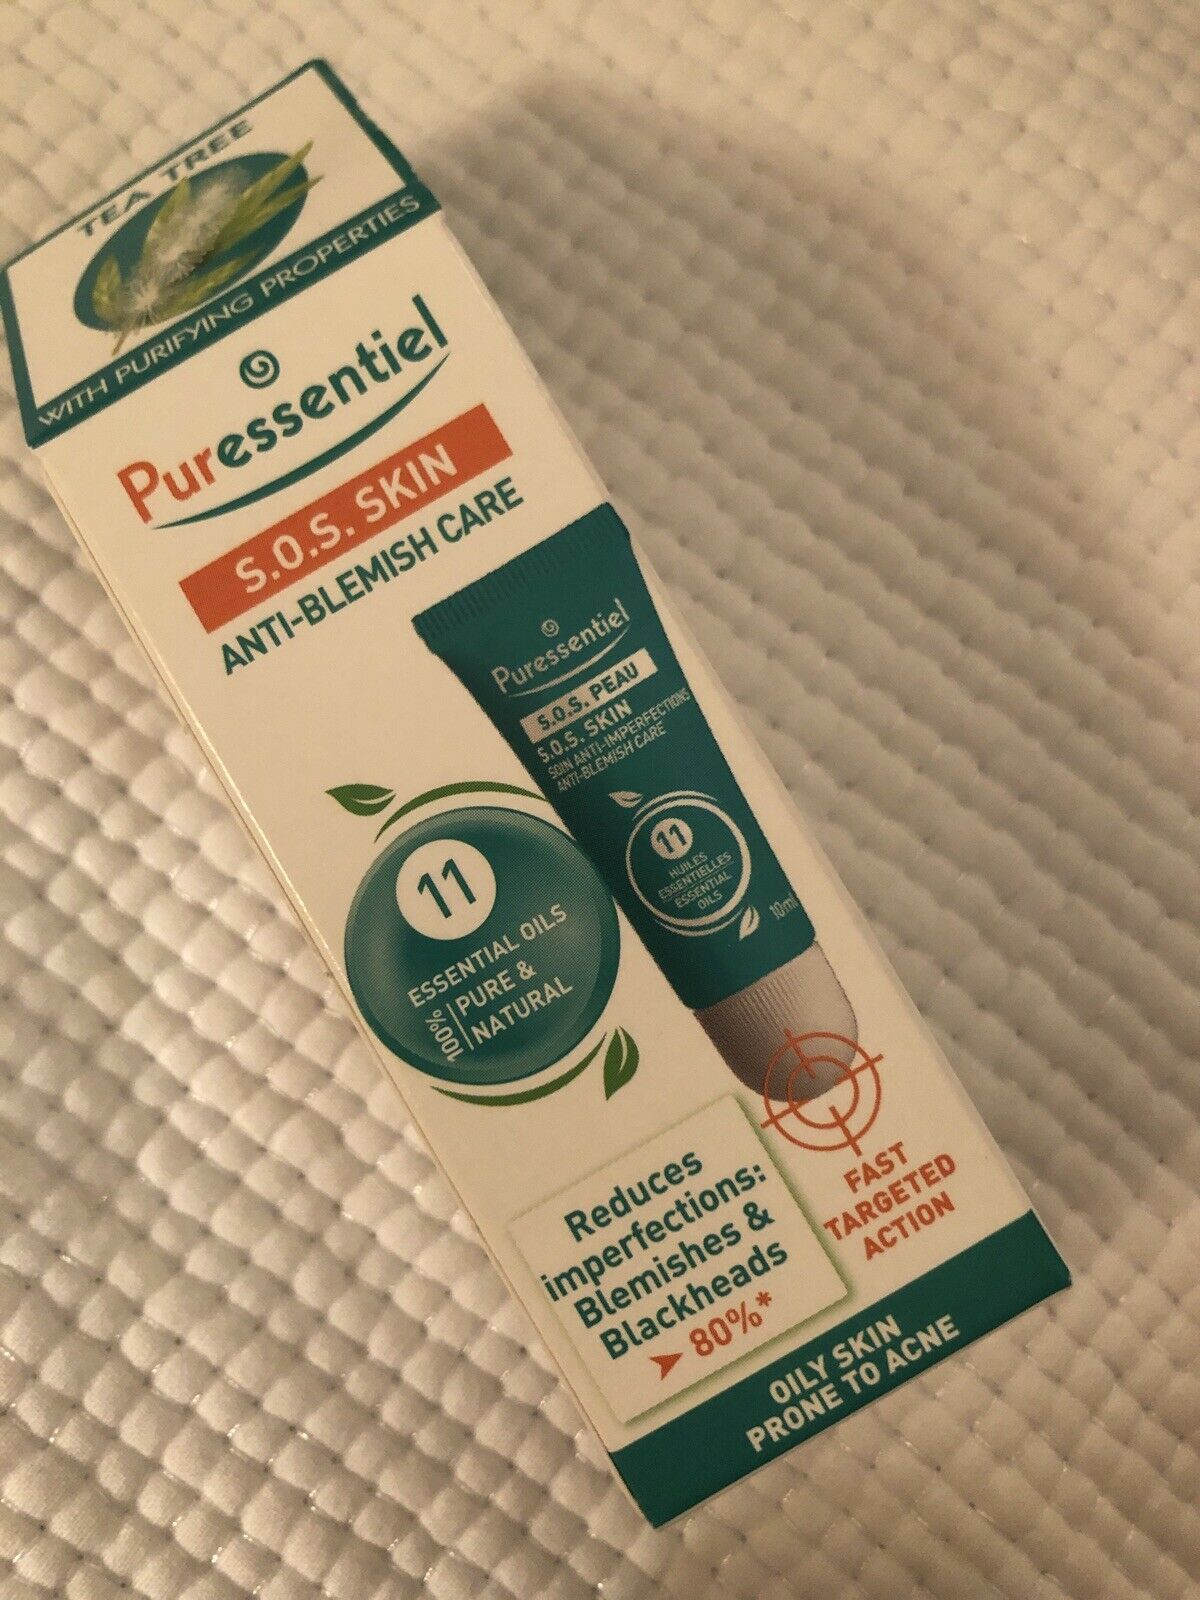 TEA TREE
WITH PURIFYING PROPERTIES
Puressentiel
S.O.S. SKIN
ANTI-BLEMISH CARE
Puressentiel
S.O.S. PEAU
S.O.S. SKIN
SOIN ANTI-IMPERFECTIONS
ANTI-BLEMISH CARE
11
HUILES
ESSENTIELLES
ESSENTIAL
OILS
10ml
11
ESSENTIAL OILS
100%
PURE &
NATURAL
Reduces
imperfections:
Blemishes &
Blackheads
80%*
FAST
TARGETED
ACTION
OILY SKIN
PRONE TO ACNE